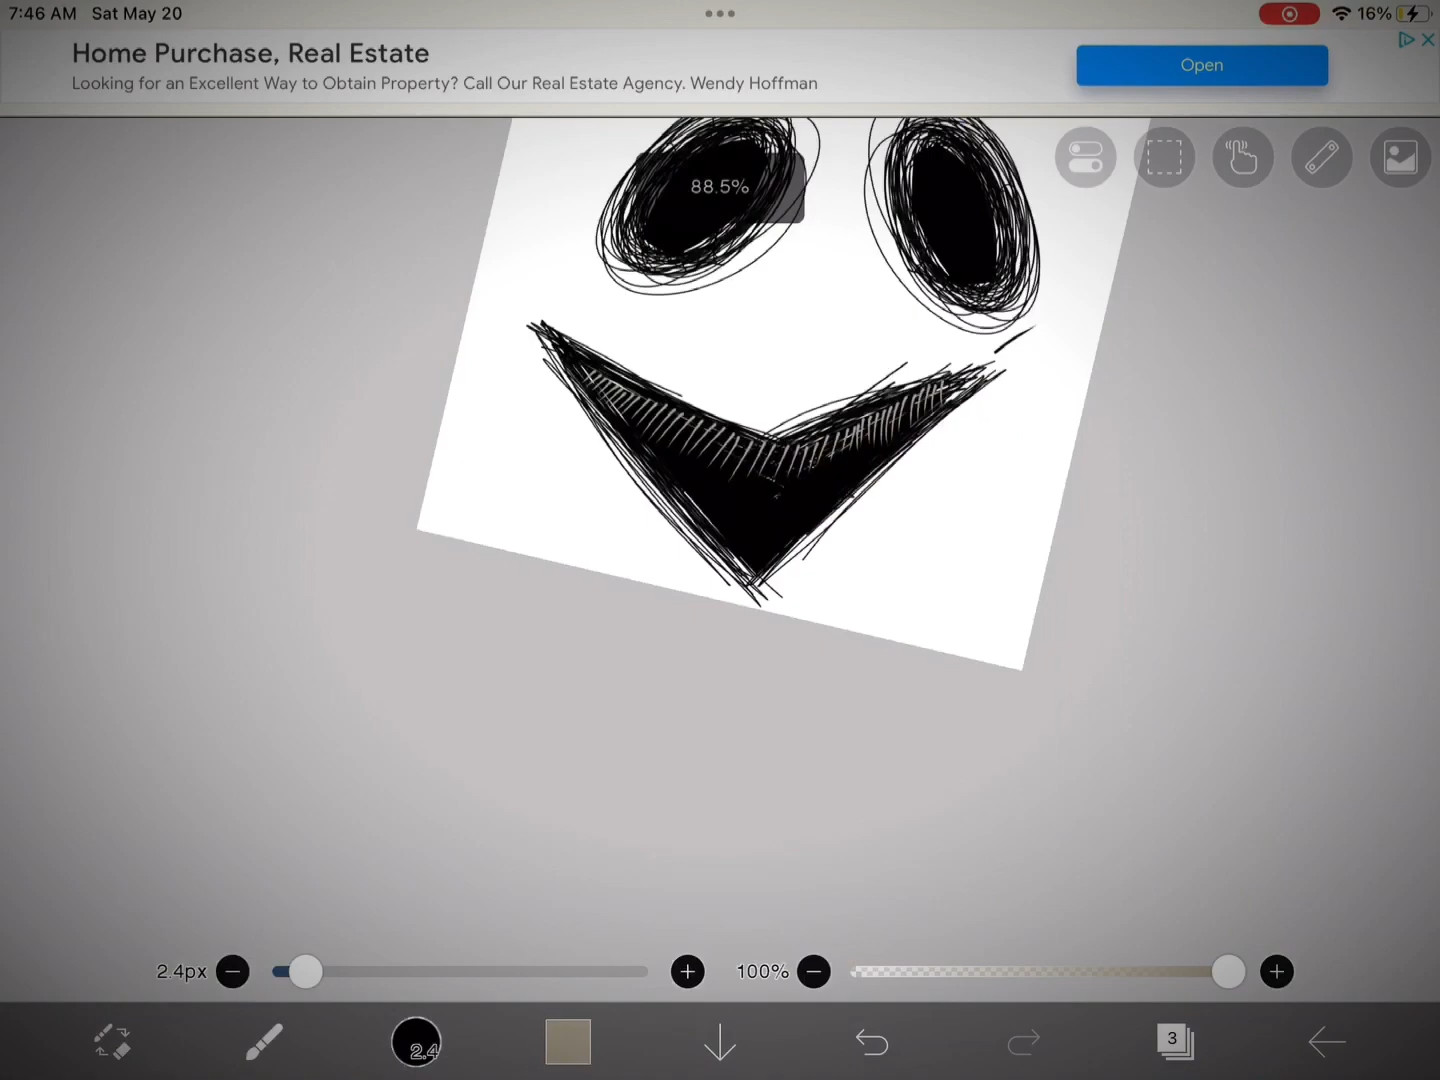 7:46 AM Sat May 20
16%
Home Purchase, Real Estate
Looking for an Excellent Way to Obtain Property? Call Our Real Estate Agency. Wendy Hoffman
Open
88.5%
2.4px
100%
2.4
3